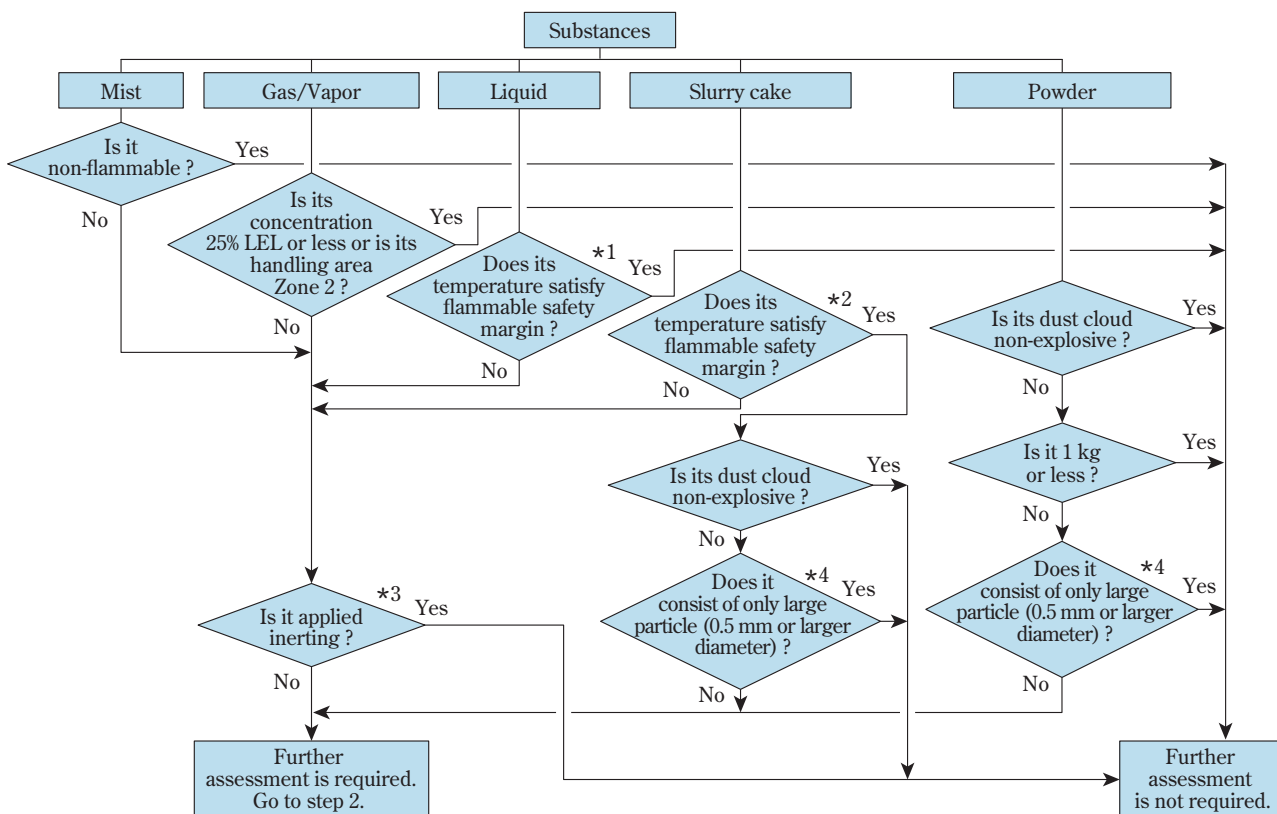 Substances
Mist
Gas/Vapor
Liquid
Slurry cake
Powder
Is it
non-flammable ?
Yes
No
Is its
concentration
25% LEL or less or is its
handling area
Zone 2 ?
Yes
No
*1
Does its
temperature satisfy
flammable safety
margin ?
Yes
No
*2
Does its
temperature satisfy
flammable safety
margin ?
Yes
No
Is its dust cloud
non-explosive ?
Yes
No
Is its dust cloud
non-explosive ?
Yes
No
Is it 1 kg
or less ?
Yes
No
*3
Is it applied
inerting ?
Yes
No
*4
Does it
consist of only large
particle (0.5 mm or larger
diameter) ?
Yes
No
*4
Does it
consist of only large
particle (0.5 mm or larger
diameter) ?
Yes
No
Further
assessment is required.
Go to step 2.
Further
assessment
is not required.